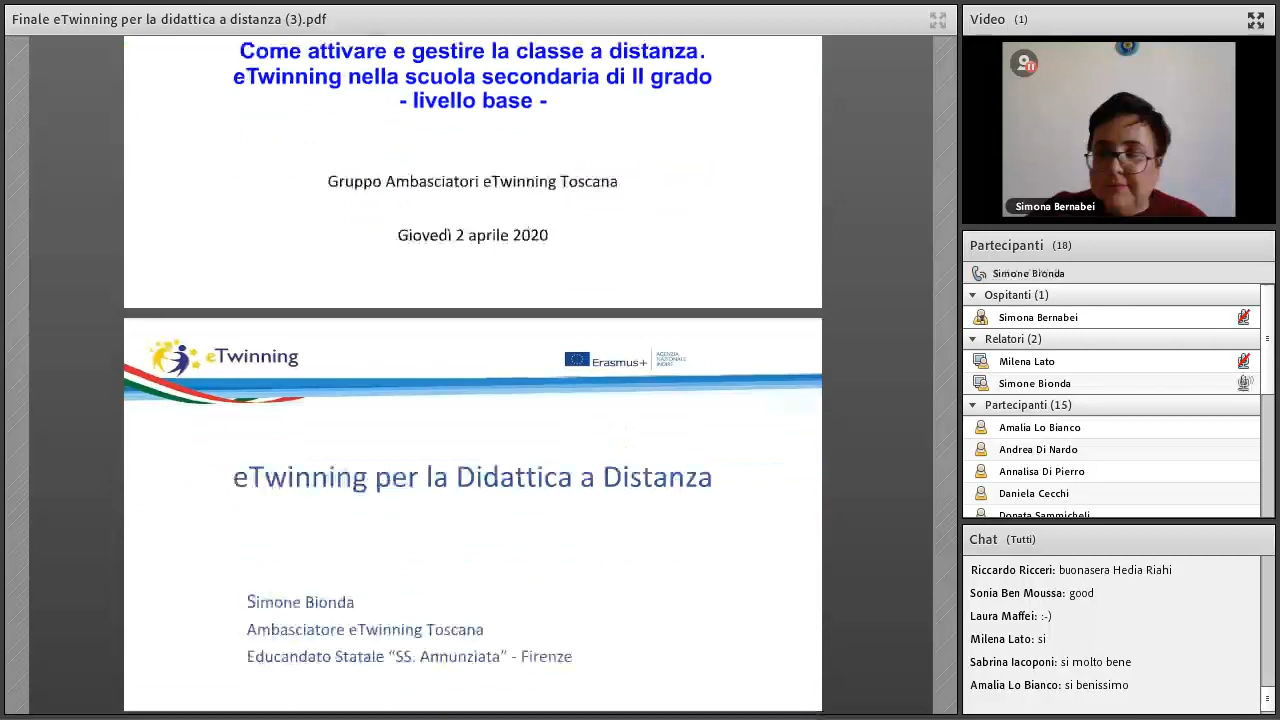 Finale eTwinning per la didattica a distanza (3).pdf
Come attivare e gestire la classe a distanza.
eTwinning nella scuola secondaria di II grado
- livello base -
Gruppo Ambasciatori eTwinning Toscana
Giovedì 2 aprile 2020
eTwinning
Erasmus+
AGENZIA
NAZIONALE
INDIRE
eTwinning per la Didattica a Distanza
Simone Bionda
Ambasciatore eTwinning Toscana
Educandato Statale “SS. Annunziata” - Firenze
Video (1)
Simona Bernabei
Partecipanti (18)
Simone Bionda
Ospitanti (1)
Simona Bernabei
Relatori (2)
Milena Lato
Simone Bionda
Partecipanti (15)
Amalia Lo Bianco
Andrea Di Nardo
Annalisa Di Pierro
Daniela Cecchi
Donata Sammicheli
Chat (Tutti)
Riccardo Ricceri: buonasera Hedia Riahi
Sonia Ben Moussa: good
Laura Maffei: :-)
Milena Lato: si
Sabrina Iacoponi: si molto bene
Amalia Lo Bianco: si benissimo